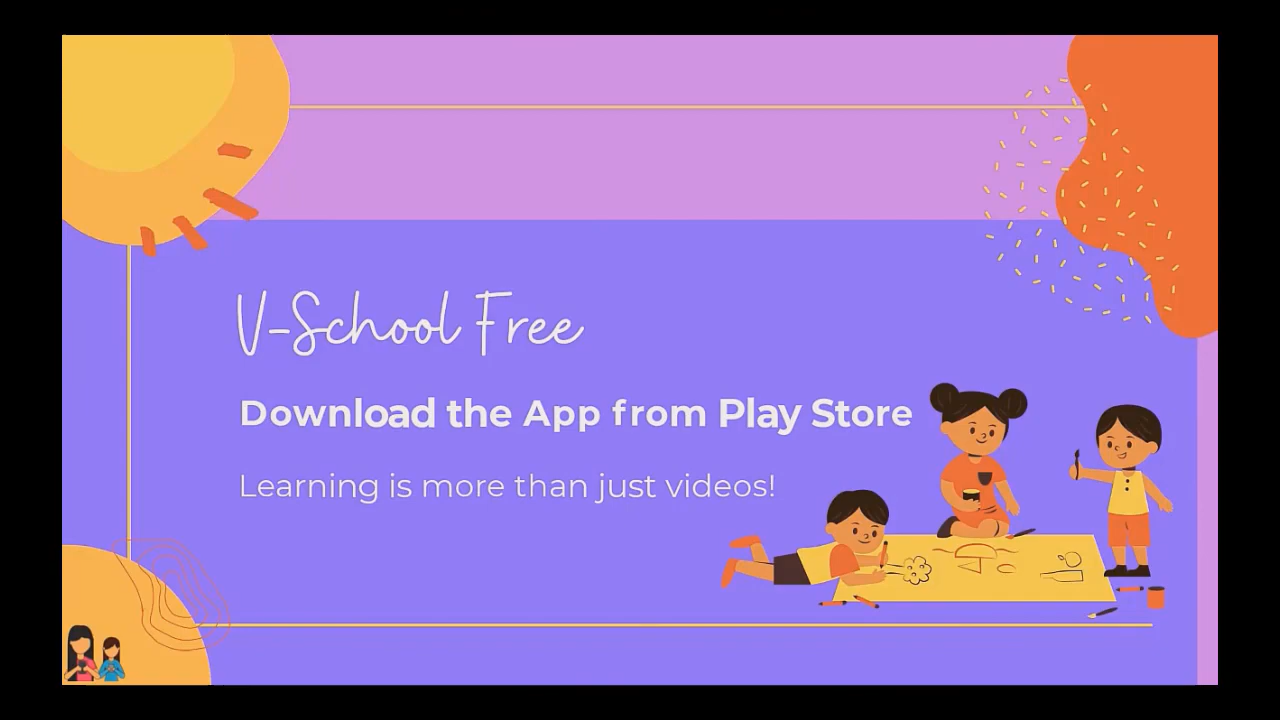 V-School Free
Download the App from Play Store
Learning is more than just videos!